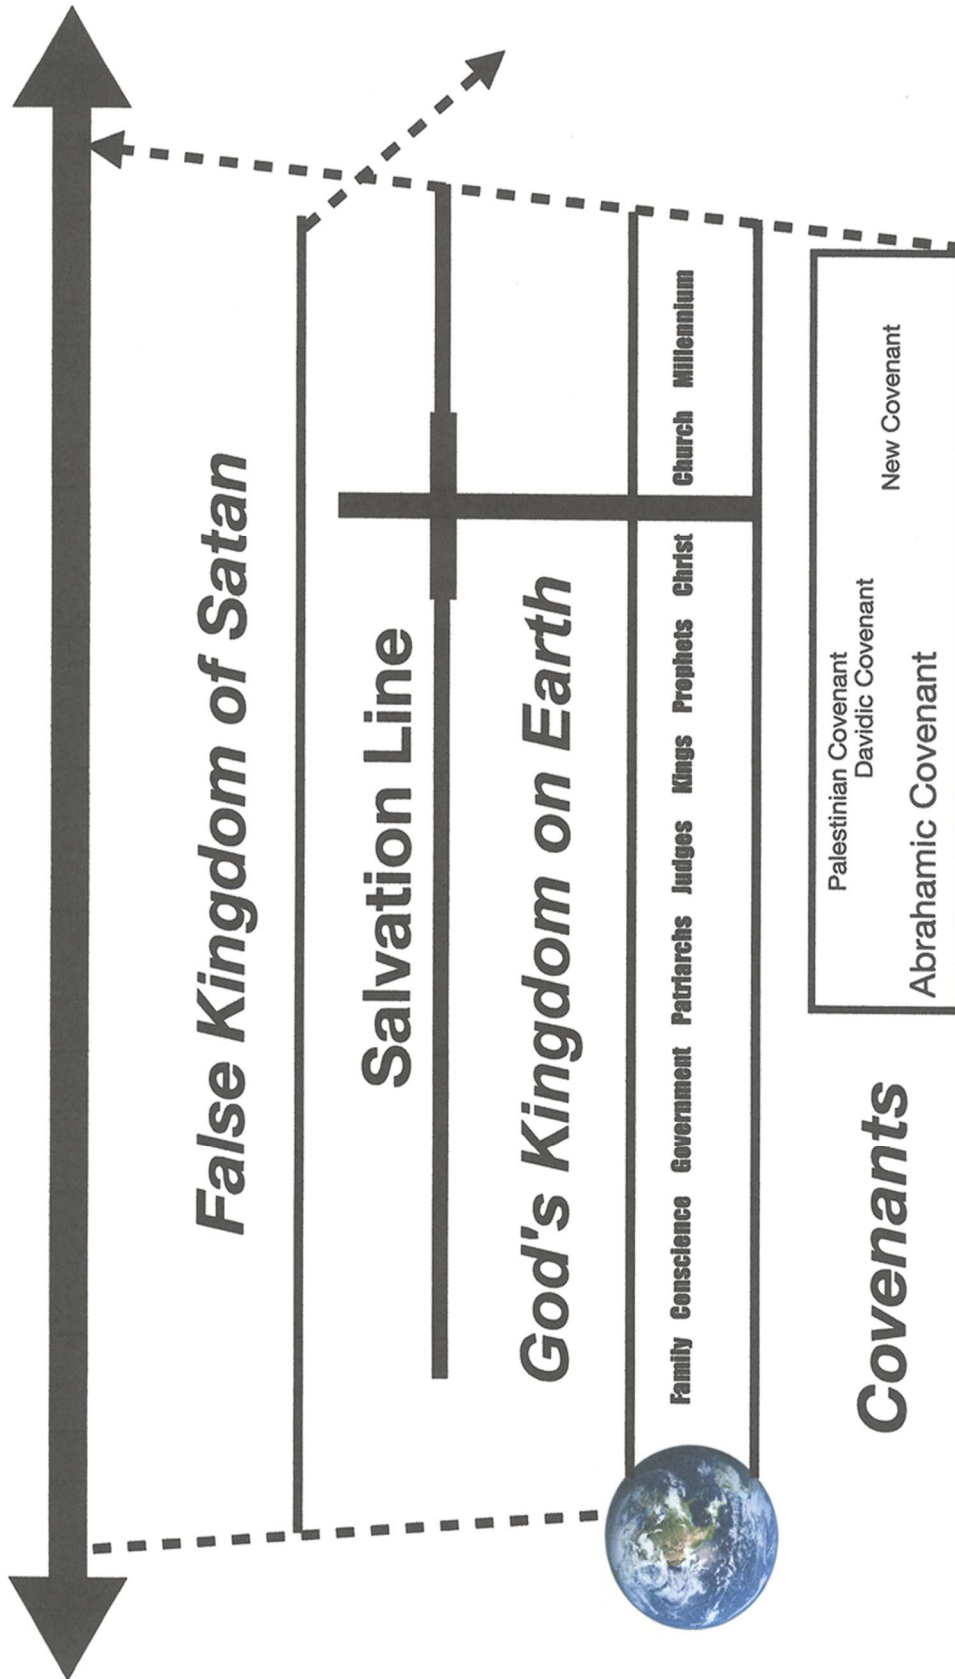 False Kingdom of Satan
Salvation Line
God's Kingdom on Earth
Family Conscience Government Patriarchs Judges Kings Prophets Christ Church Millennium
Covenants
Palestinian Covenant
Davidic Covenant
New Covenant
Abrahamic Covenant